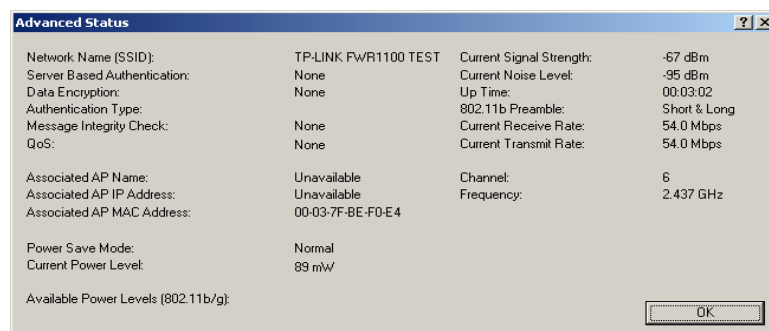 Advanced Status
Network Name (SSID): TP-LINK FWR1100 TEST Current Signal Strength: -67 dBm
Server Based Authentication: None Current Noise Level: -95 dBm
Data Encryption: None Up Time: 00:03:02
Authentication Type: 802.11b Preamble: Short & Long
Message Integrity Check: None Current Receive Rate: 54.0 Mbps
QoS: None Current Transmit Rate: 54.0 Mbps
Associated AP Name: Unavailable Channel: 6
Associated AP IP Address: Unavailable Frequency: 2.437 GHz
Associated AP MAC Address: 00-03-7F-BE-F0-E4
Power Save Mode: Normal
Current Power Level: 89 mW
Available Power Levels (802.11b/g):
OK